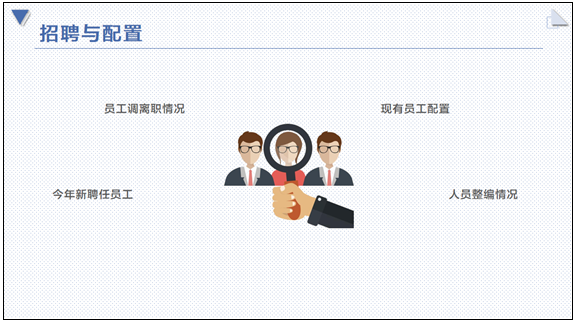 招聘与配置
员工调离职情况
现有员工配置
今年新聘任员工
人员整编情况